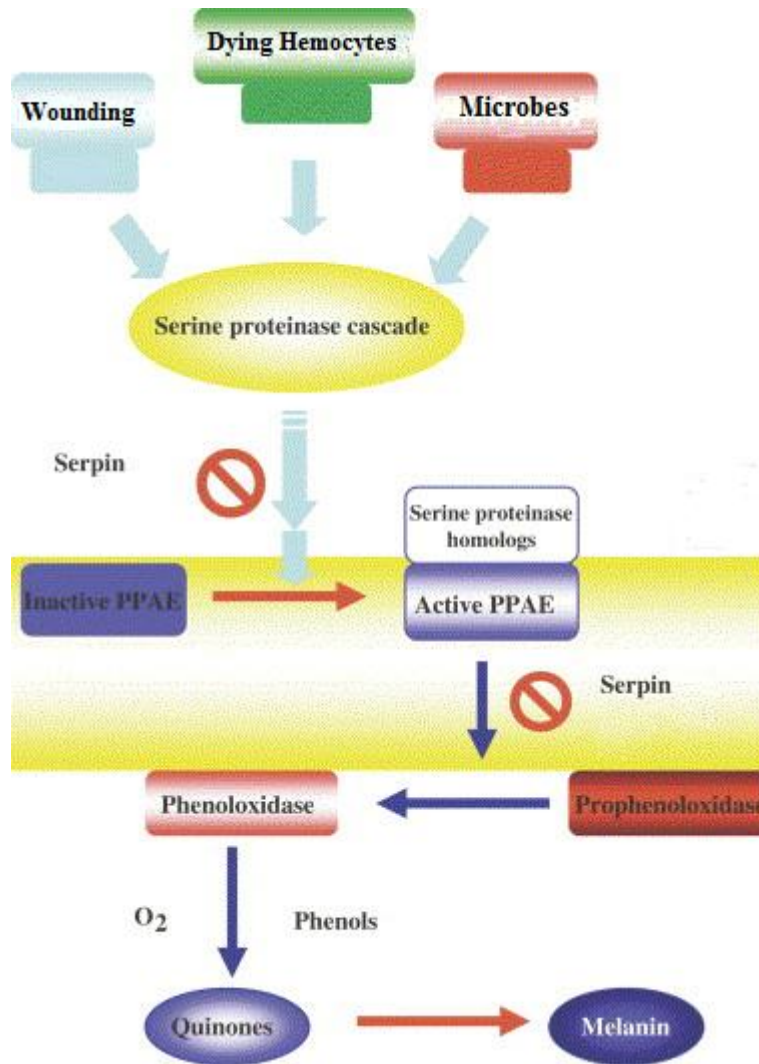 Dying Hemocytes
Wounding
Microbes
Serine proteinase cascade
Serpin
Serine proteinase
homologs
Inactive PPAE
Active PPAE
Serpin
Phenoloxidase
Prophenoloxidase
O2
Phenols
Quinones
Melanin